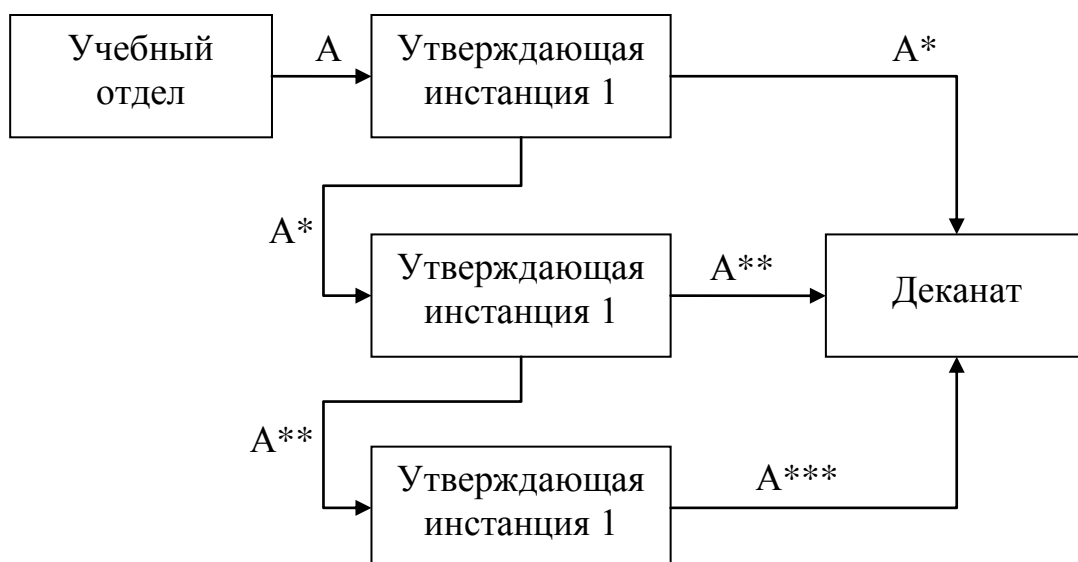 Учебный
отдел
А
Утверждающая
инстанция 1
А*
А*
Утверждающая
инстанция 1
А**
Деканат
А**
Утверждающая
инстанция 1
А***